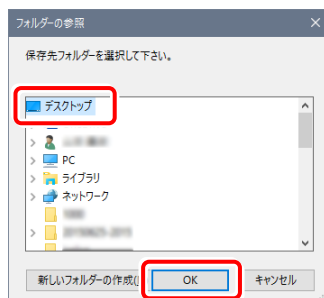 フォルダーの参照
保存先フォルダーを選択して下さい。
デスクトップ
PC
ライブラリ
ネットワーク
新しいフォルダーの作成(
OK
キャンセル